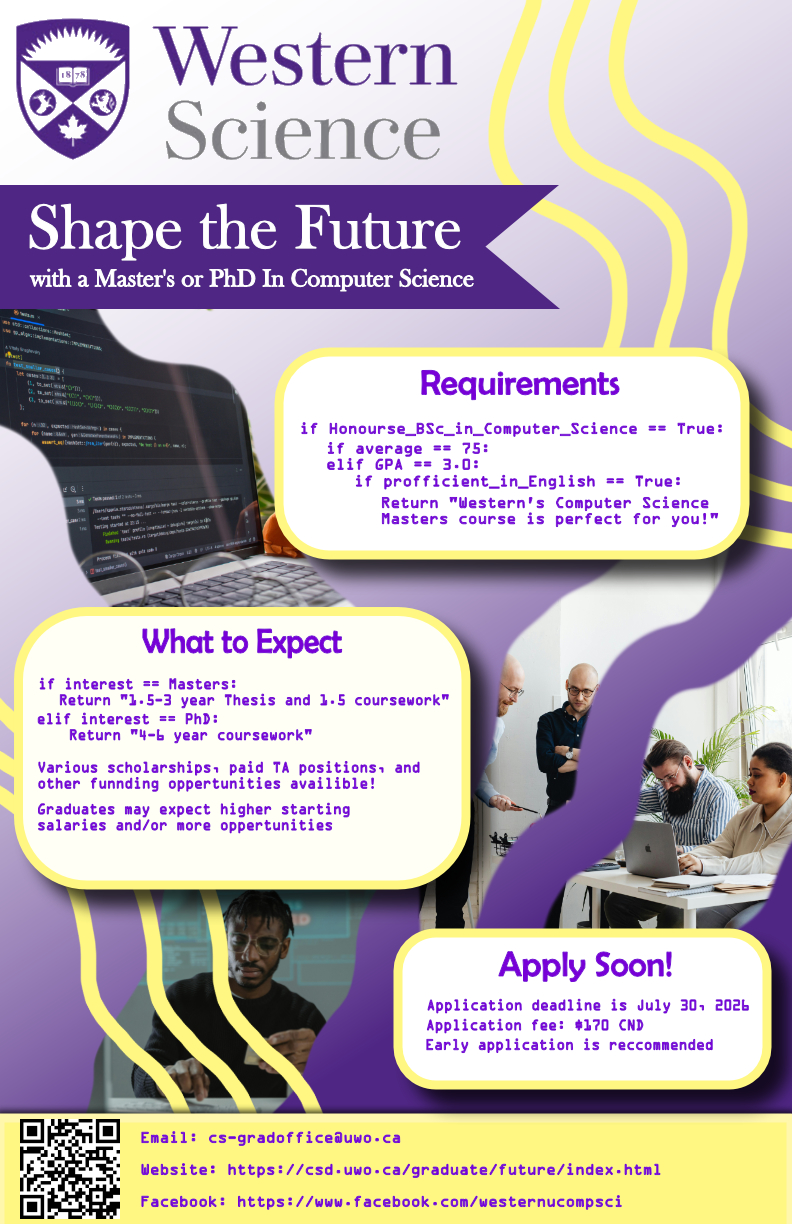 18 78
Western
Science
Shape the Future
with a Master's or PhD In Computer Science
Requirements
if Honourse_BSc_in_Computer_Science == True:
if average == 75:
elif GPA == 3.0:
if profficient_in_English == True:
Return "Western's Computer Science
Masters course is perfect for you!"
What to Expect
if interest == Masters:
Return "1.5-3 year Thesis and 1.5 coursework"
elif interest == PhD:
Return "4-6 year coursework"
Various scholarships, paid TA positions, and
other funnding oppertunities availible!
Graduates may expect higher starting
salaries and/or more oppertunities
Apply Soon!
Application deadline is July 30, 2026
Application fee: $170 CND
Early application is reccommended
Email: cs-gradoffice@uwo.ca
Website: https://csd.uwo.ca/graduate/future/index.html
Facebook: https://www.facebook.com/westernucompsci